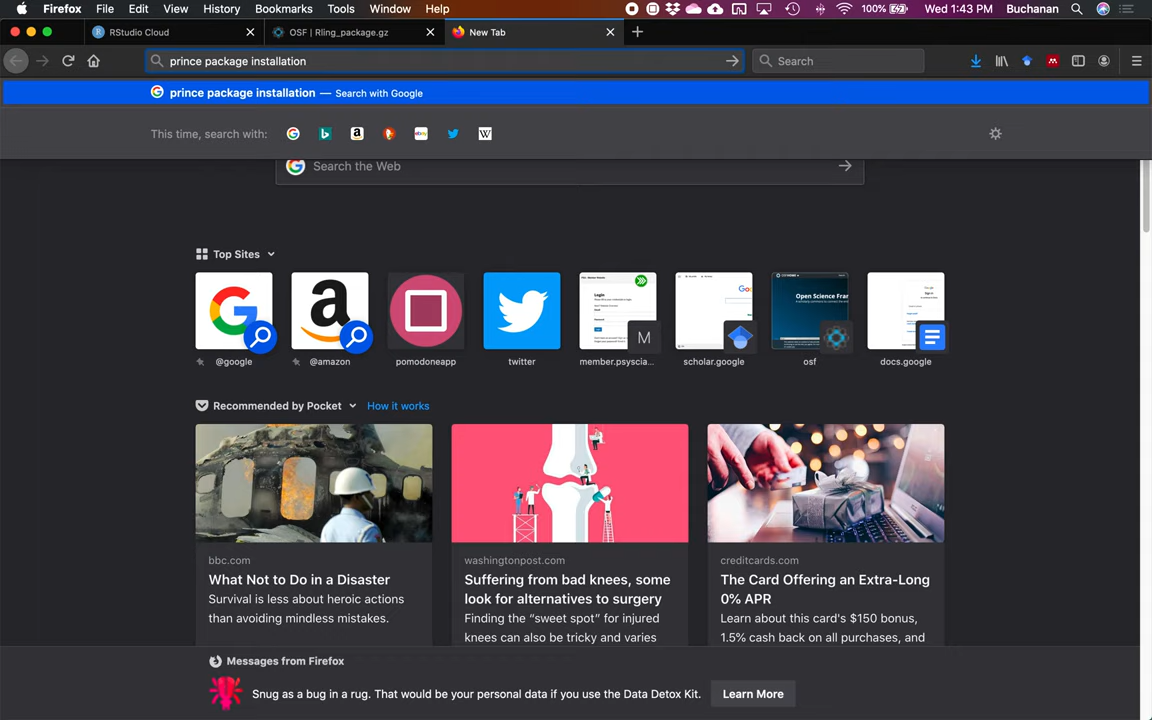 Firefox File Edit View History Bookmarks Tools Window Help 100% Wed 1:43 PM Buchanan
RStudio Cloud
OSF | Rling_package.gz
New Tab
prince package installation
Search
prince package installation — Search with Google
This time, search with:
Search the Web
Top Sites
@google
@amazon
pomodoneapp
twitter
member.psyscia...
scholar.google
osf
docs.google
Recommended by Pocket
How it works
bbc.com
What Not to Do in a Disaster
Survival is less about heroic actions
than avoiding mindless mistakes.
washingtonpost.com
Suffering from bad knees, some
look for alternatives to surgery
Finding the “sweet spot” for injured
knees can also be tricky and varies
creditcards.com
The Card Offering an Extra-Long
0% APR
Learn about this card's $150 bonus,
1.5% cash back on all purchases, and
Messages from Firefox
Snug as a bug in a rug. That would be your personal data if you use the Data Detox Kit.
Learn More